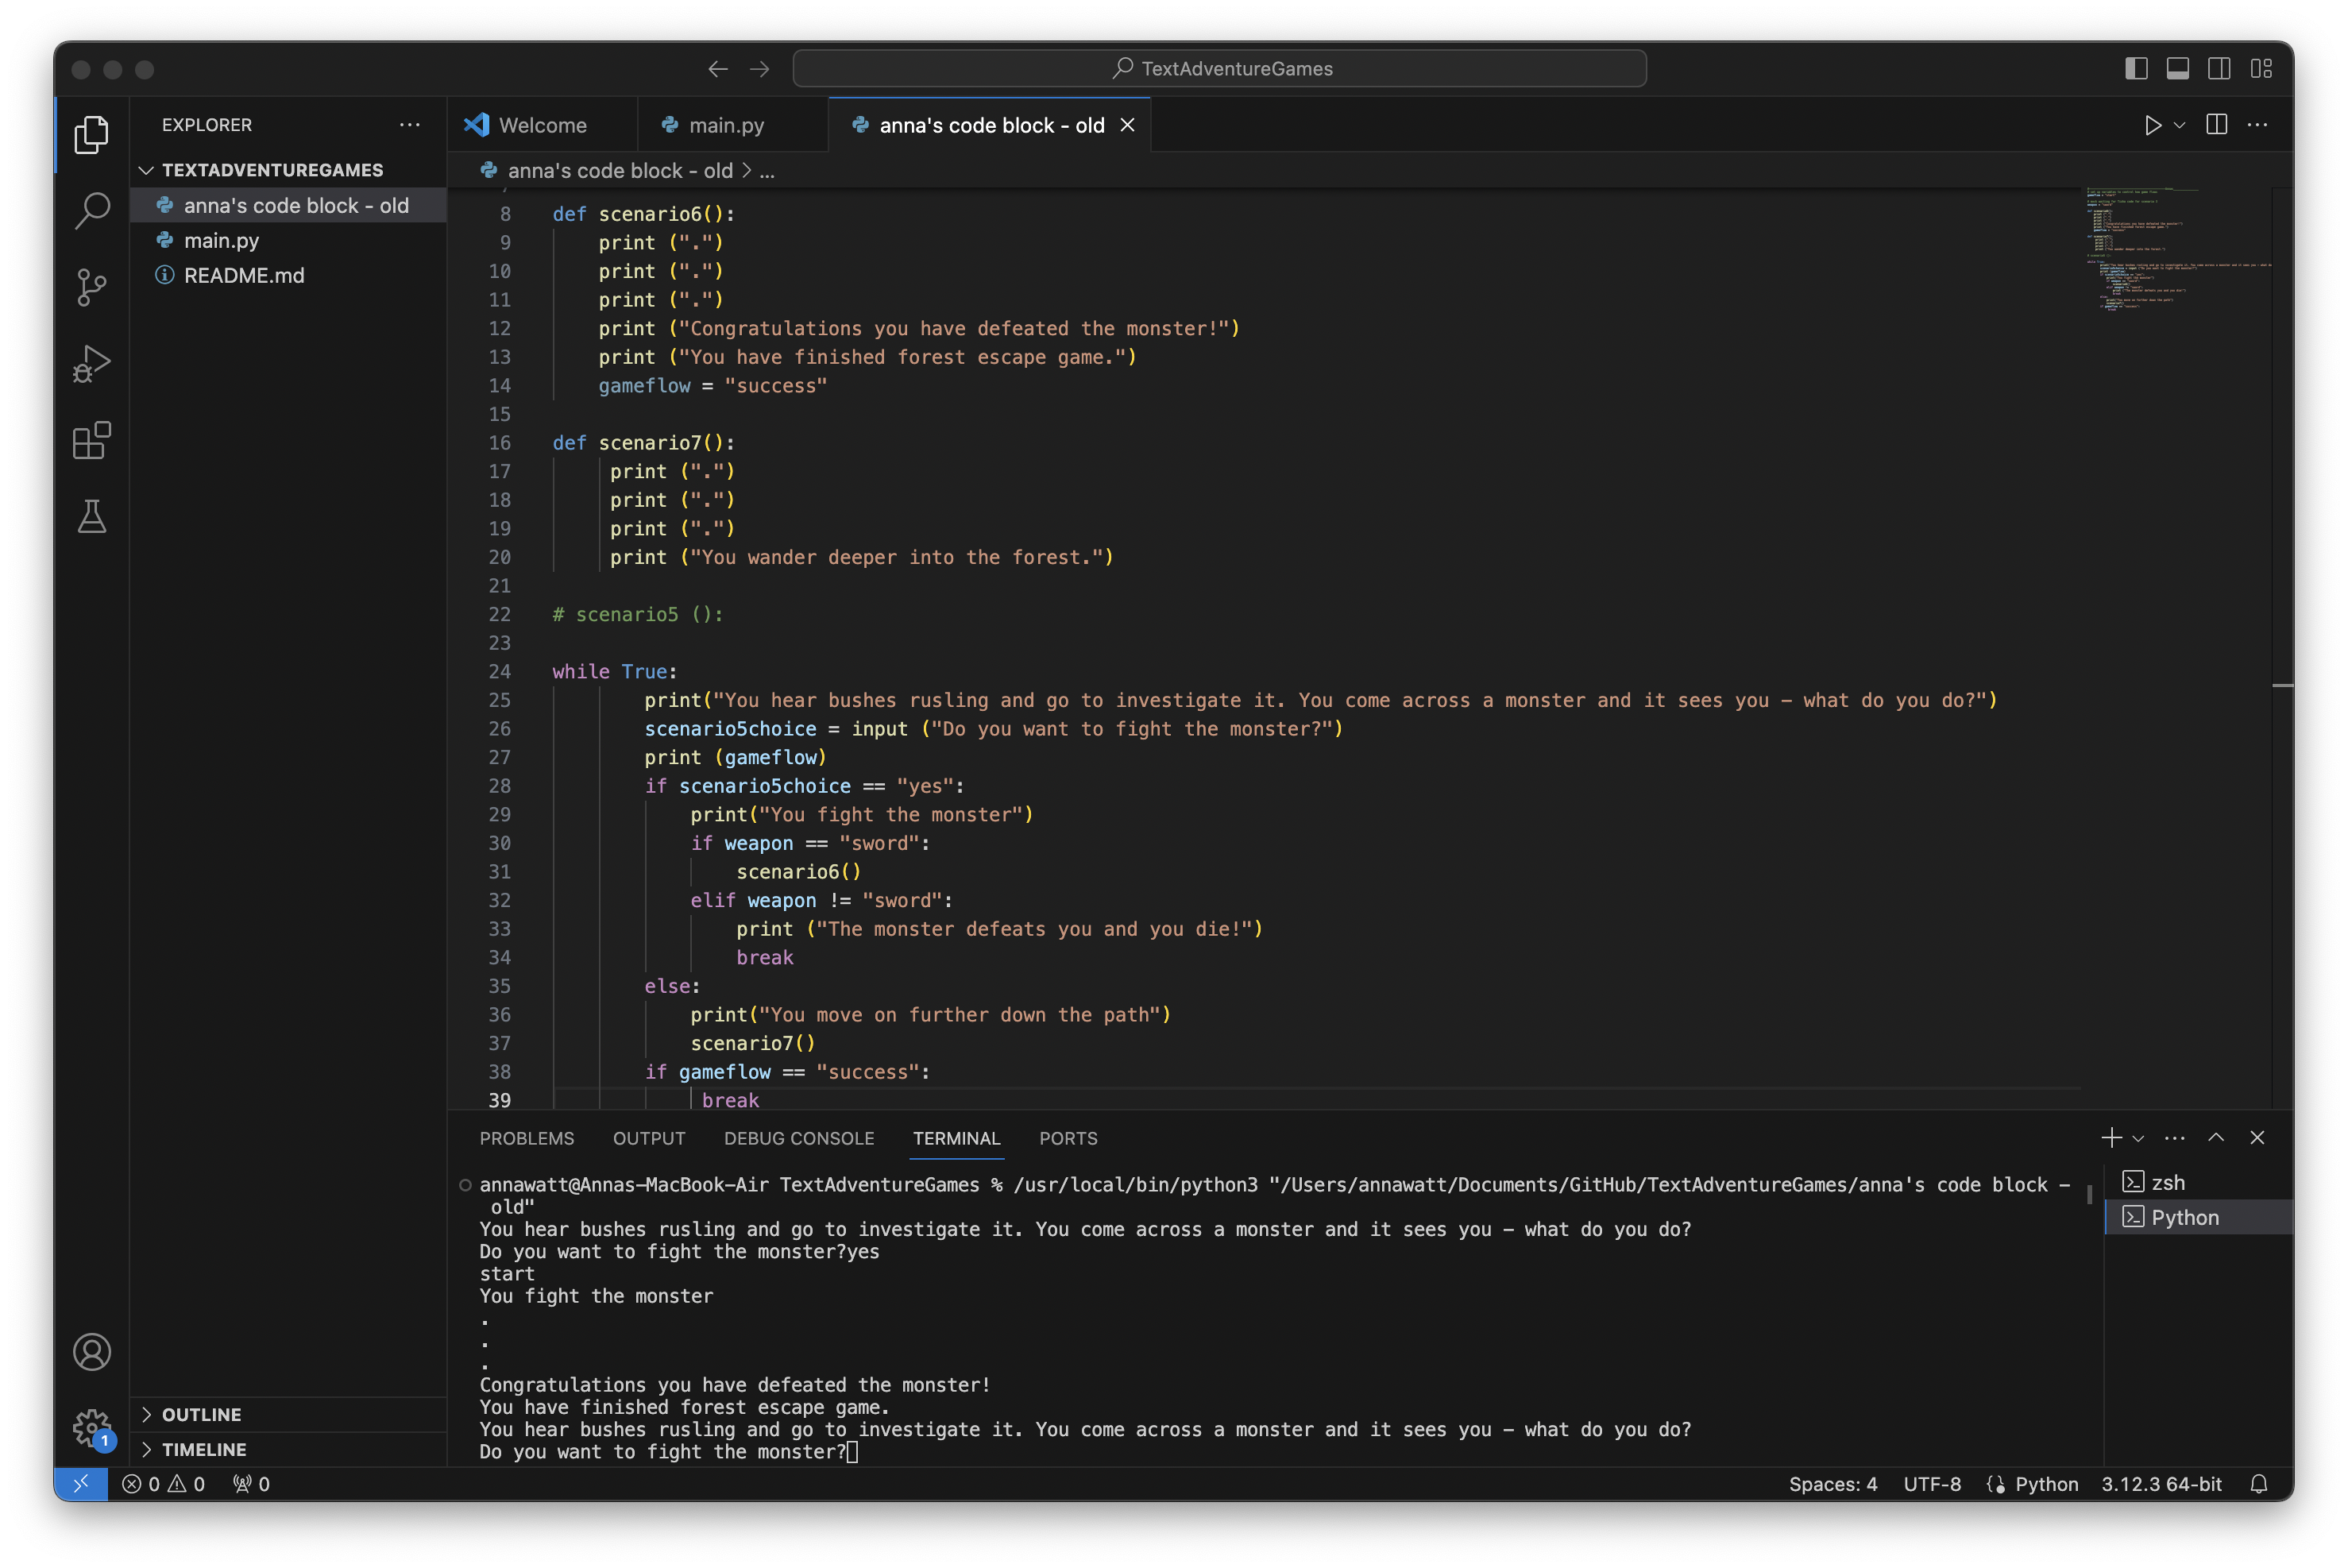 TextAdventureGames
EXPLORER
Welcome
main.py
anna's code block - old
TEXTADVENTUREGAMES
anna's code block - old
main.py
README.md
OUTLINE
TIMELINE
anna's code block - old > ...
8 def scenario6():
9 print (".")
10 print (".")
11 print (".")
12 print ("Congratulations you have defeated the monster!")
13 print ("You have finished forest escape game.")
14 gameflow = "success"
15
16 def scenario7():
17 print (".")
18 print (".")
19 print (".")
20 print ("You wander deeper into the forest.")
21
22 # scenario5 ():
23
24 while True:
25 print("You hear bushes rusling and go to investigate it. You come across a monster and it sees you - what do you do?")
26 scenario5choice = input ("Do you want to fight the monster?")
27 print (gameflow)
28 if scenario5choice == "yes":
29 print("You fight the monster")
30 if weapon == "sword":
31 scenario6()
32 elif weapon != "sword":
33 print ("The monster defeats you and you die!")
34 break
35 else:
36 print("You move on further down the path")
37 scenario7()
38 if gameflow == "success":
39 break
PROBLEMS OUTPUT DEBUG CONSOLE TERMINAL PORTS
annawatt@Annas-MacBook-Air TextAdventureGames % /usr/local/bin/python3 "/Users/annawatt/Documents/GitHub/TextAdventureGames/anna's code block -
old"
You hear bushes rusling and go to investigate it. You come across a monster and it sees you - what do you do?
Do you want to fight the monster?yes
start
You fight the monster
.
.
.
Congratulations you have defeated the monster!
You have finished forest escape game.
You hear bushes rusling and go to investigate it. You come across a monster and it sees you - what do you do?
Do you want to fight the monster?
zsh
Python
1
0 0 0
Spaces: 4 UTF-8 Python 3.12.3 64-bit